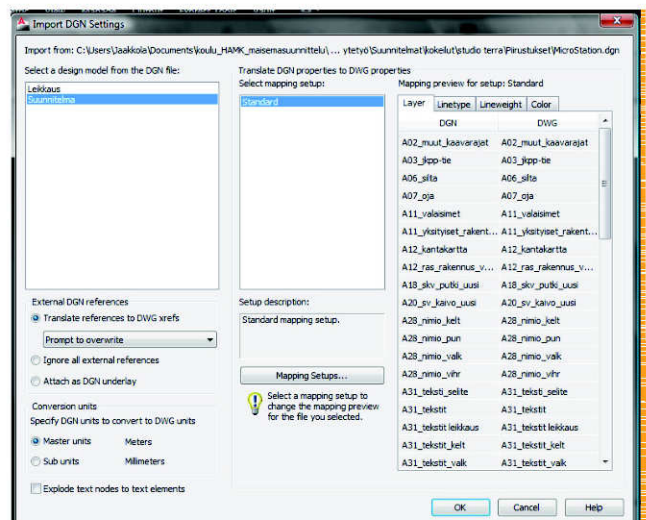 Import DGN Settings
Import from: C:\Users\Jaakkola\Documents\koulu_HAMK_maisemasuunnittelu\... ytetyö\Suunnitelmat\kokeilut\studio terra\Piirustukset\MicroStation.dgn
Select a design model from the DGN file:
Leikkaus
Suunnitelma
Translate DGN properties to DWG properties
Select mapping setup:
Standard
Mapping preview for setup: Standard
Layer Linetype Lineweight Color
DGN DWG
A02_muut_kaavarajat A02_muut_kaavarajat
A03_jkpp-tie A03_jkpp-tie
A06_silta A06_silta
A07_oja A07_oja
A11_valaisimet A11_valaisimet
A11_yksityiset_rakent... A11_yksityiset_rakent...
A12_kantakartta A12_kantakartta
A12_ras_rakennus_v... A12_ras_rakennus_v...
A18_skv_putki_uusi A18_skv_putki_uusi
A20_sv_kaivo_uusi A20_sv_kaivo_uusi
A28_nimio_kelt A28_nimio_kelt
A28_nimio_pun A28_nimio_pun
A28_nimio_valk A28_nimio_valk
A28_nimio_vihr A28_nimio_vihr
A31_teksti_selite A31_teksti_selite
A31_tekstit A31_tekstit
A31_tekstit leikkaus A31_tekstit leikkaus
A31_tekstit_kelt A31_tekstit_kelt
A31_tekstit_valk A31_tekstit_valk
External DGN references
Translate references to DWG xrefs
Prompt to overwrite
Ignore all external references
Attach as DGN underlay
Conversion units
Specify DGN units to convert to DWG units
Master units Meters
Sub units Millimeters
Explode text nodes to text elements
Setup description:
Standard mapping setup.
Mapping Setups...
Select a mapping setup to
change the mapping preview
for the file you selected.
OK Cancel Help